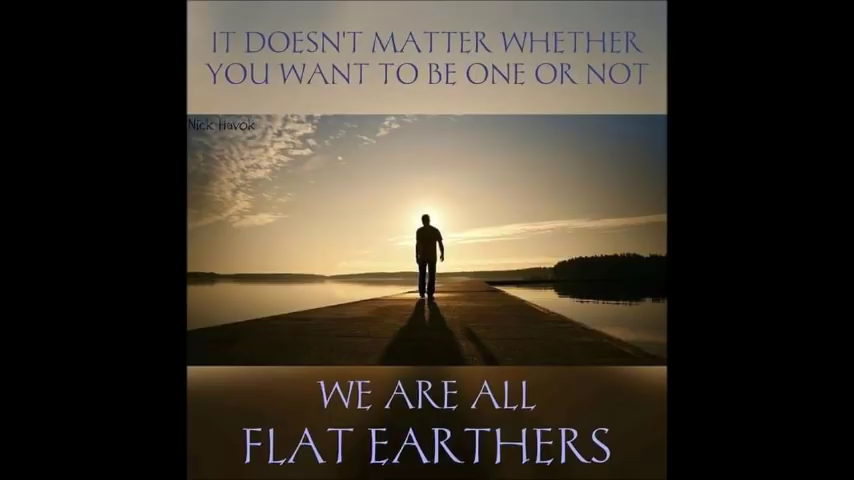 IT DOESN'T MATTER WHETHER
YOU WANT TO BE ONE OR NOT
Nick Havok
WE ARE ALL
FLAT EARTHERS